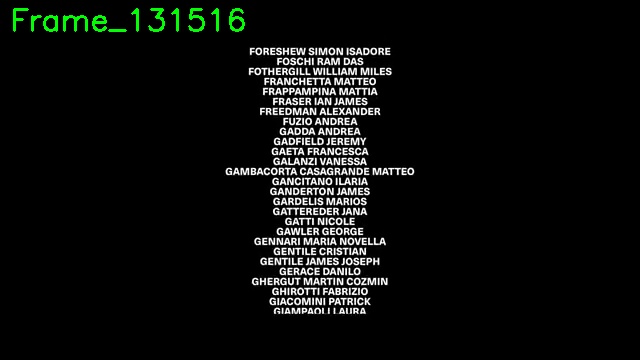 Frame_131516
FORESHEW SIMON ISADORE
FOSCHI RAM DAS
FOTHERGILL WILLIAM MILES
FRANCHETTA MATTEO
FRAPPAMPINA MATTIA
FRASER IAN JAMES
FREEDMAN ALEXANDER
FUZIO ANDREA
GADDA ANDREA
GADFIELD JEREMY
GAETA FRANCESCA
GALANZI VANESSA
GAMBACORTA CASAGRANDE MATTEO
GANCITANO ILARIA
GANDERTON JAMES
GARDELIS MARIOS
GATTEREDER JANA
GATTI NICOLE
GAWLER GEORGE
GENNARI MARIA NOVELLA
GENTILE CRISTIAN
GENTILE JAMES JOSEPH
GERACE DANILO
GHERGUT MARTIN COZMIN
GHIROTTI FABRIZIO
GIACOMINI PATRICK
GIAMPAOLI LAURA